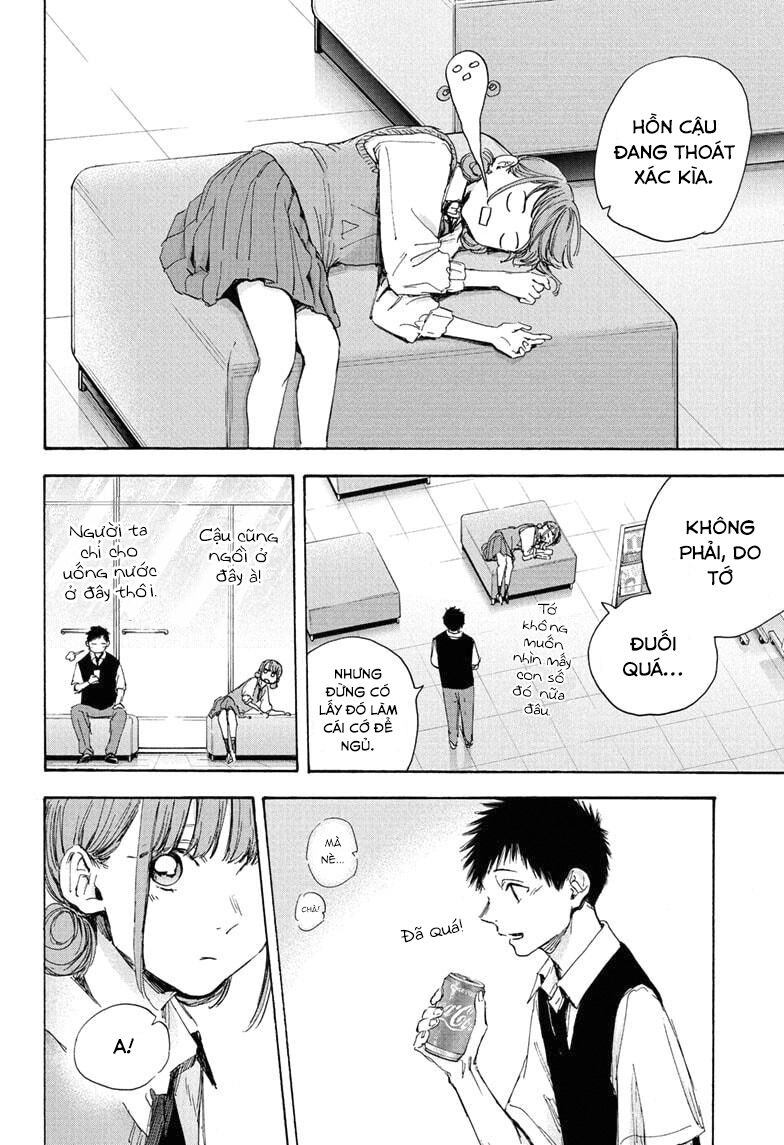 HỒN CẬU
ĐANG THOÁT
XÁC KÌA.
KHÔNG
PHẢI, DO
TỚ
ĐUỐI
QUÁ...
Tớ
không
muốn
nhìn mấy
con số
đó nữa
đâu.
NHƯNG
ĐỪNG CÓ
LẤY ĐÓ LÀM
CÁI CỚ ĐỂ
NGỦ.
Cậu cũng
ngồi ở
đây à!
Người ta
chỉ cho
uống nước
ở đây thôi.
Đã quá!
MÀ
NÈ...
CHÀ!
A!